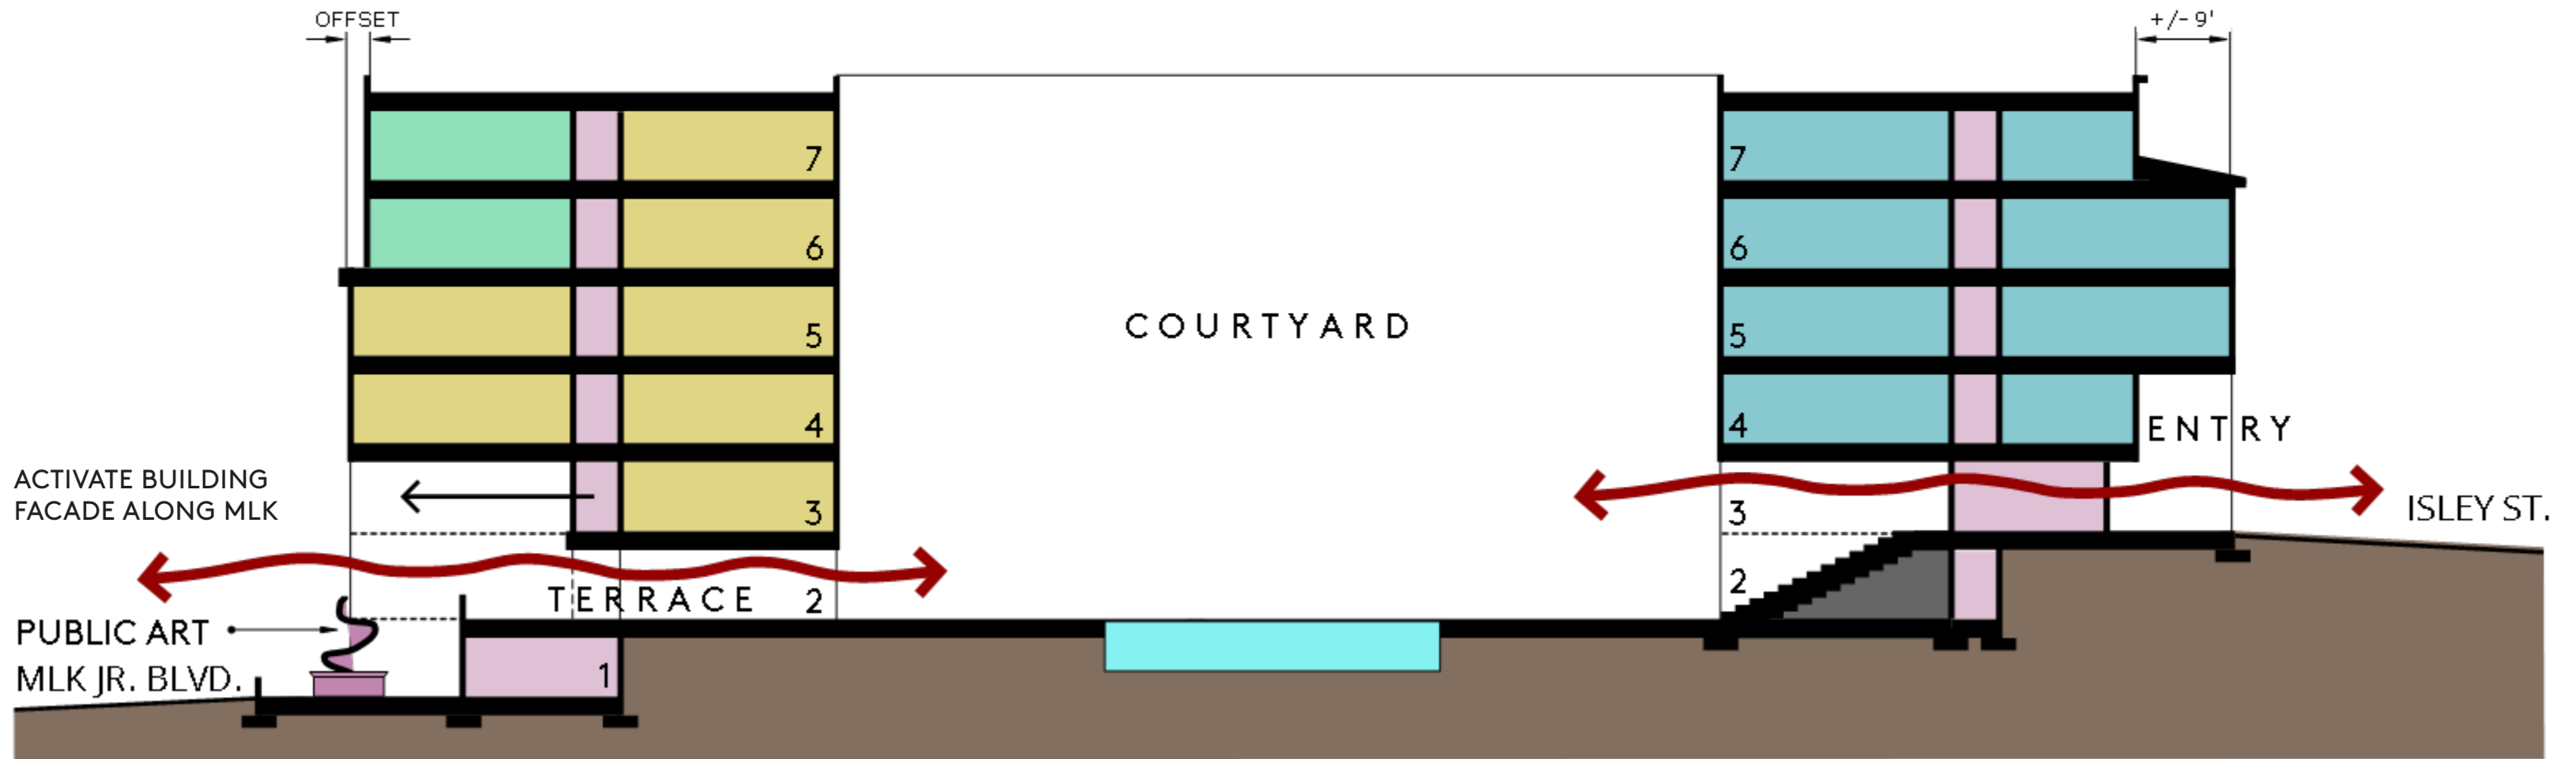 OFFSET
+/- 9'
7
7
6
6
COURTYARD
5
5
4
4
ENTRY
ACTIVATE BUILDING
FACADE ALONG MLK
3
3
ISLEY ST.
TERRACE
2
2
PUBLIC ART
MLK JR. BLVD.
1